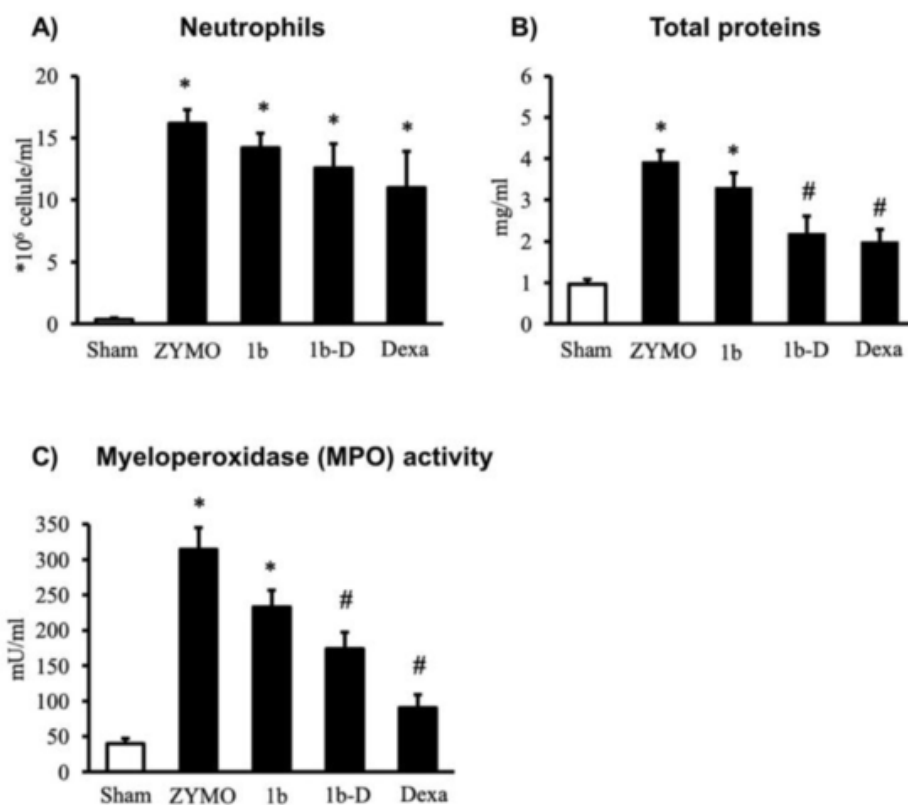 A) Neutrophils
20
15
10
5
0
*10⁶ cellule/ml
* * * *
Sham ZYMO 1b 1b-D Dexa
B) Total proteins
6
5
4
3
2
1
0
mg/ml
* * # #
Sham ZYMO 1b 1b-D Dexa
C) Myeloperoxidase (MPO) activity
350
300
250
200
150
100
50
0
mU/ml
* * # #
Sham ZYMO 1b 1b-D Dexa